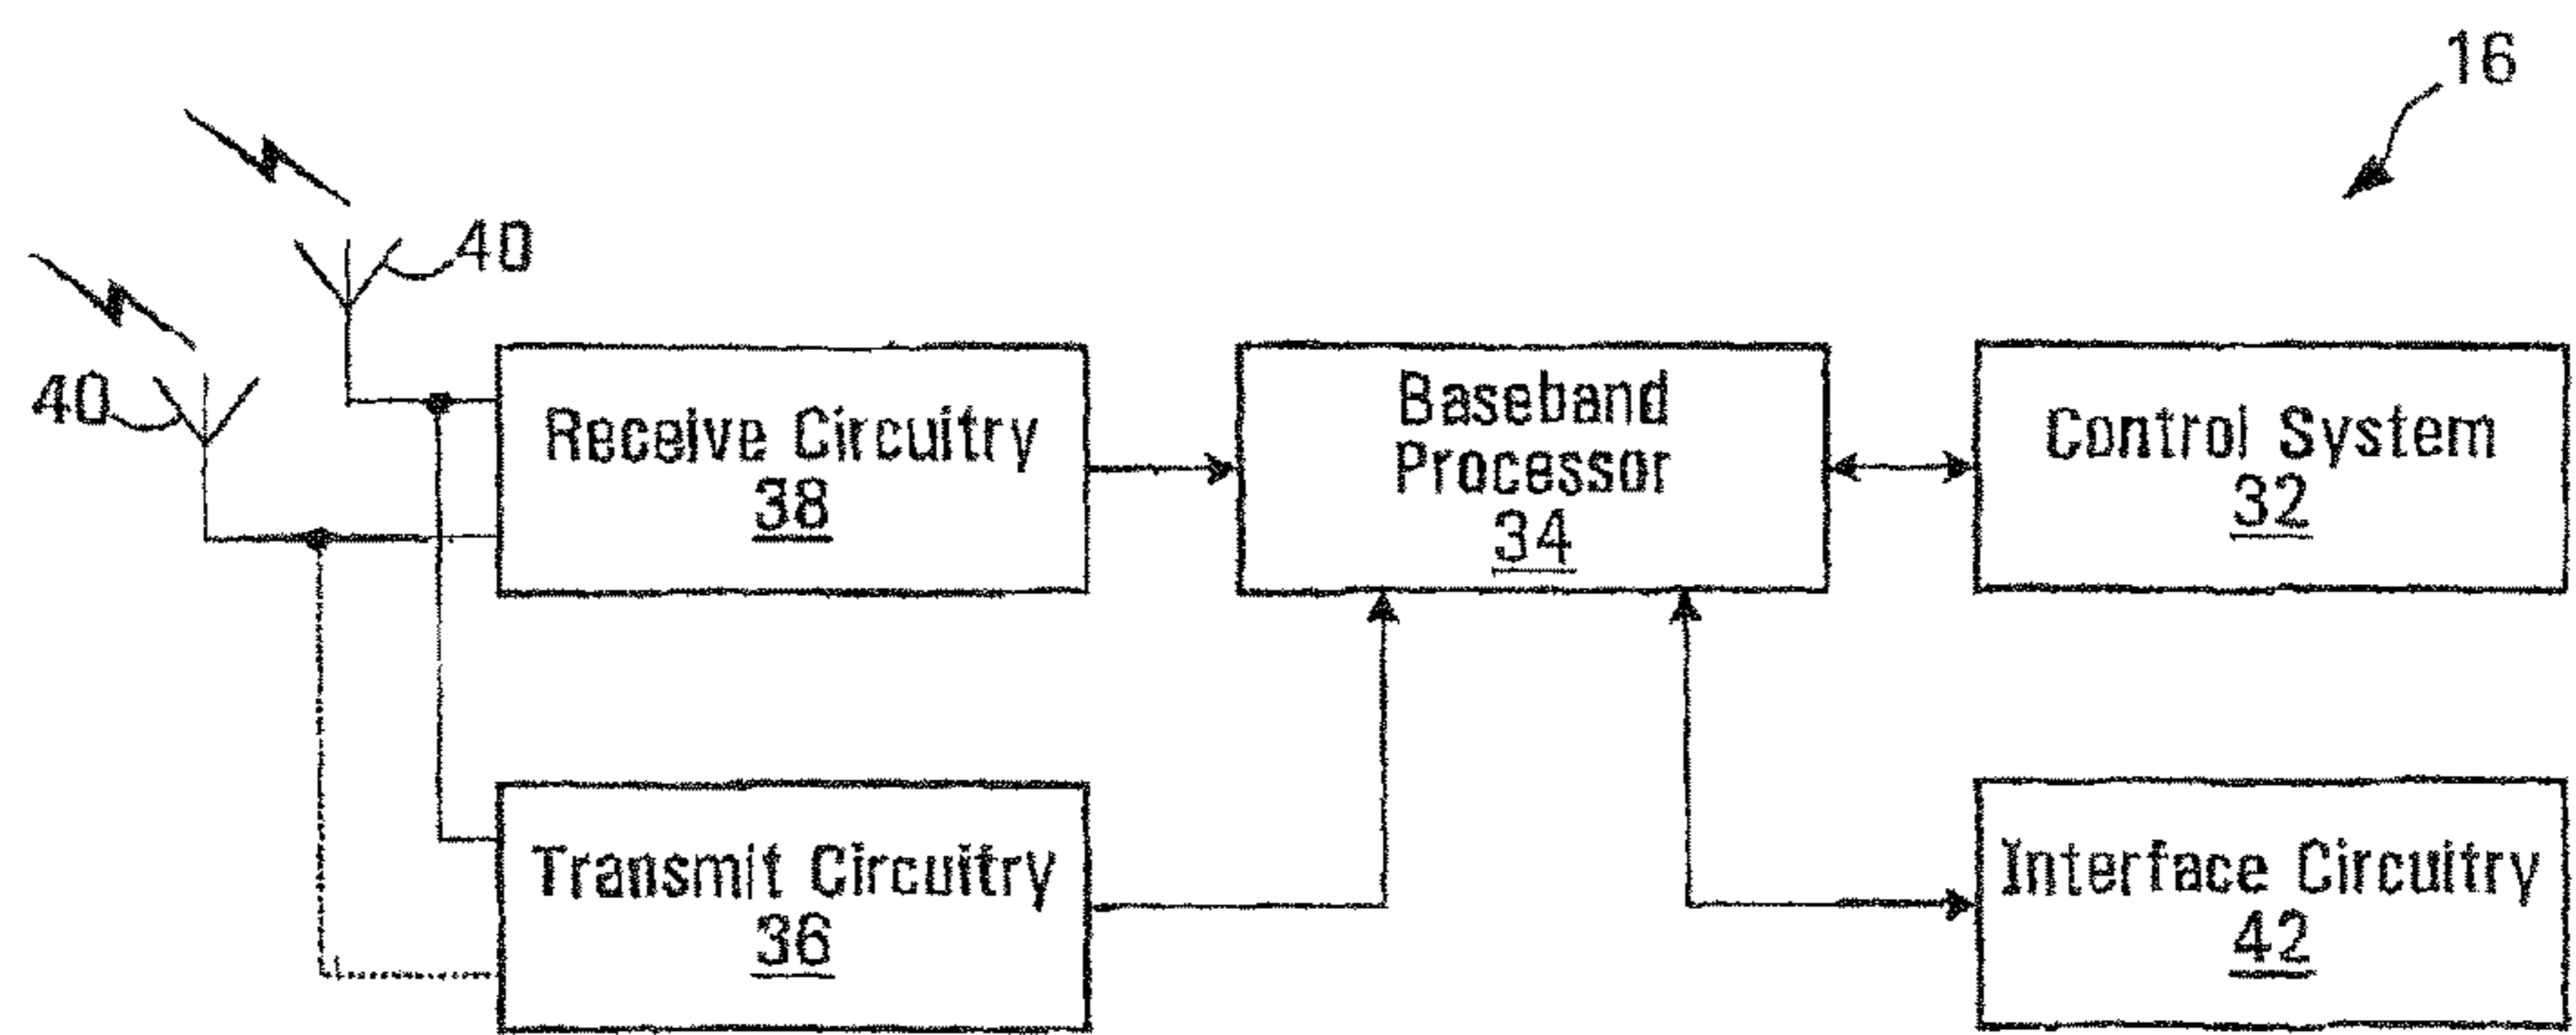 16
40
40
Receive Circuitry
38
Baseband
Processor
34
Control System
32
Transmit Circuitry
36
Interface Circuitry
42